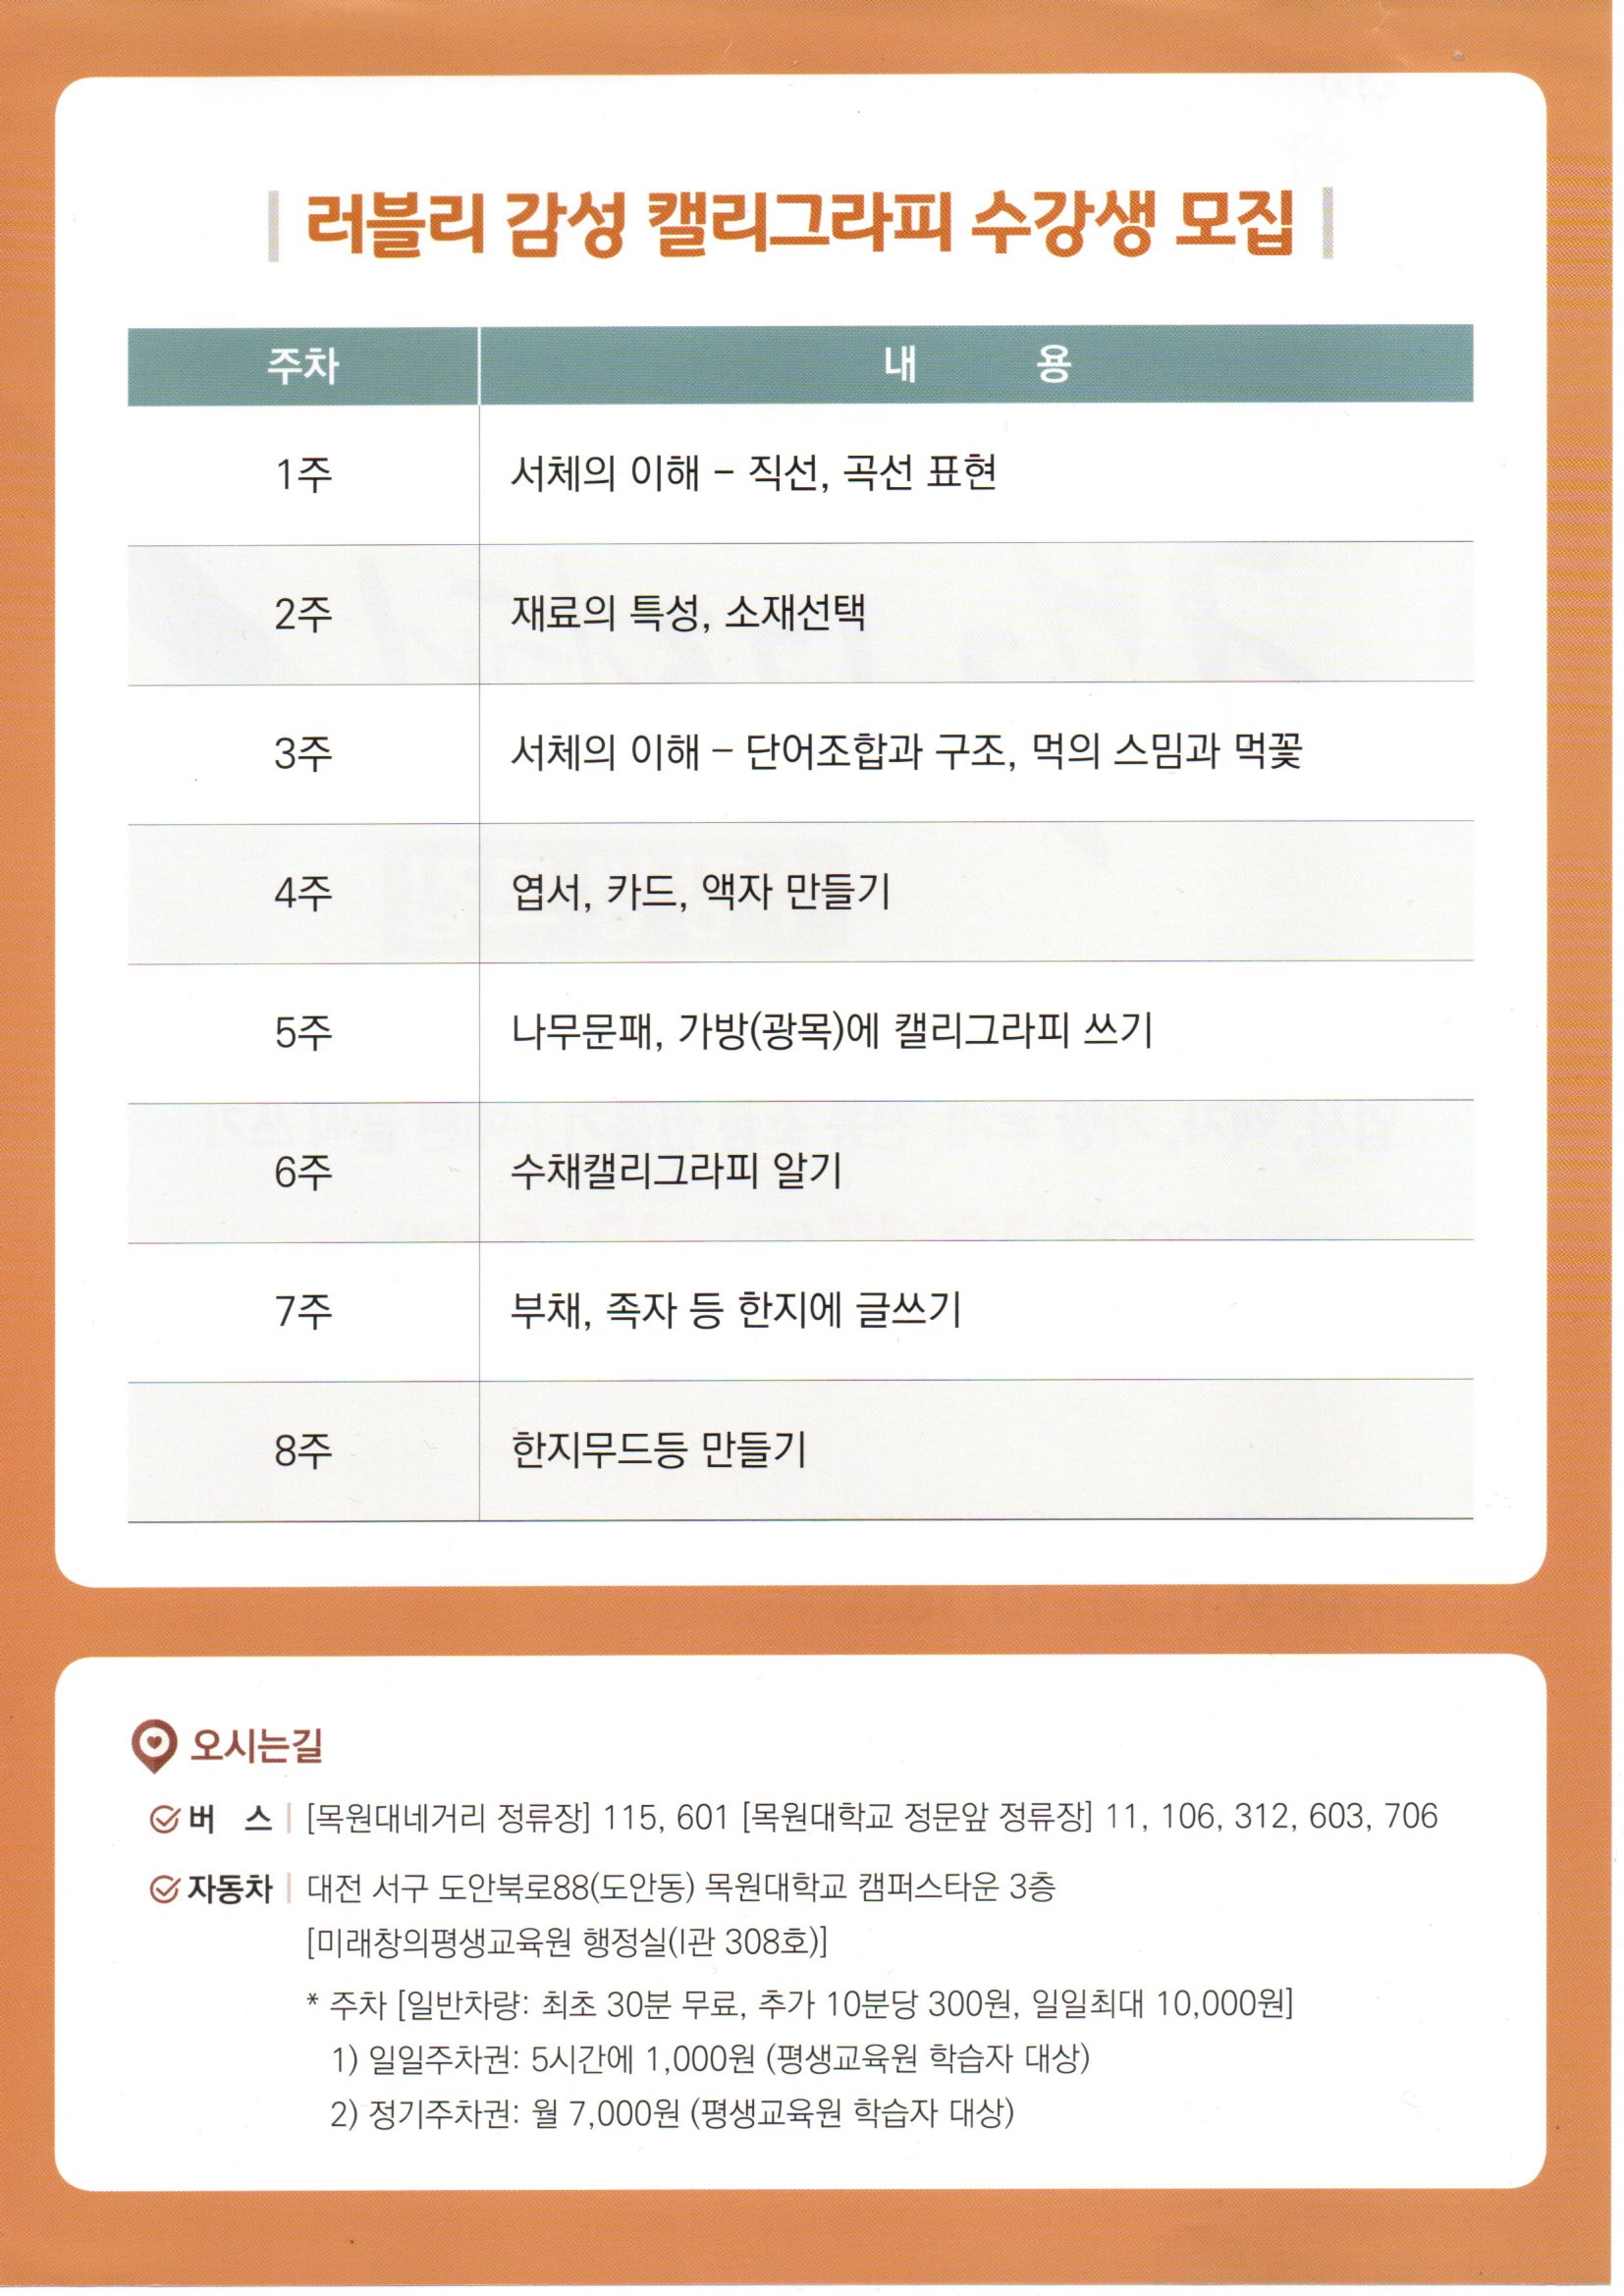 러블리 감성 캘리그라피 수강생 모집
주차 내 용
1주 서체의 이해 – 직선, 곡선 표현
2주 재료의 특성, 소재선택
3주 서체의 이해 – 단어조합과 구조, 먹의 스밈과 먹꽃
4주 엽서, 카드, 액자 만들기
5주 나무문패, 가방(광목)에 캘리그라피 쓰기
6주 수채캘리그라피 알기
7주 부채, 족자 등 한지에 글쓰기
8주 한지무드등 만들기
오시는길
버 스 [목원대네거리 정류장] 115, 601 [목원대학교 정문앞 정류장] 11, 106, 312, 603, 706
자동차 대전 서구 도안북로88(도안동) 목원대학교 캠퍼스타운 3층
[미래창의평생교육원 행정실(I관 308호)]
* 주차 [일반차량: 최초 30분 무료, 추가 10분당 300원, 일일최대 10,000원]
1) 일일주차권: 5시간에 1,000원 (평생교육원 학습자 대상)
2) 정기주차권: 월 7,000원 (평생교육원 학습자 대상)